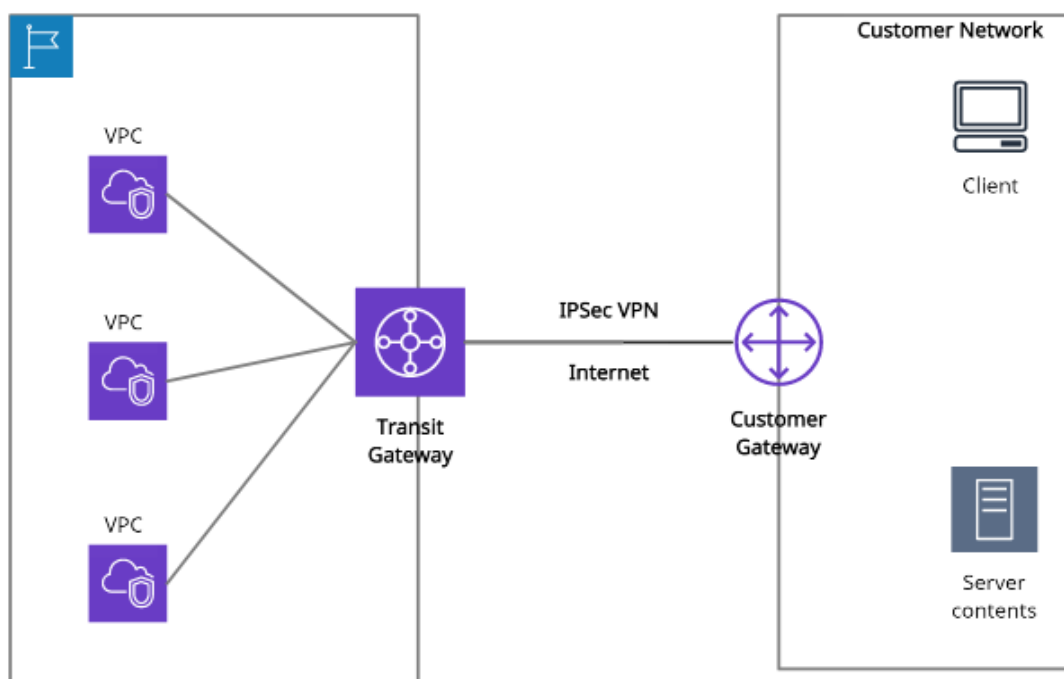 Customer Network
VPC
Client
VPC
IPSec VPN
Internet
Transit
Gateway
Customer
Gateway
VPC
Server
contents